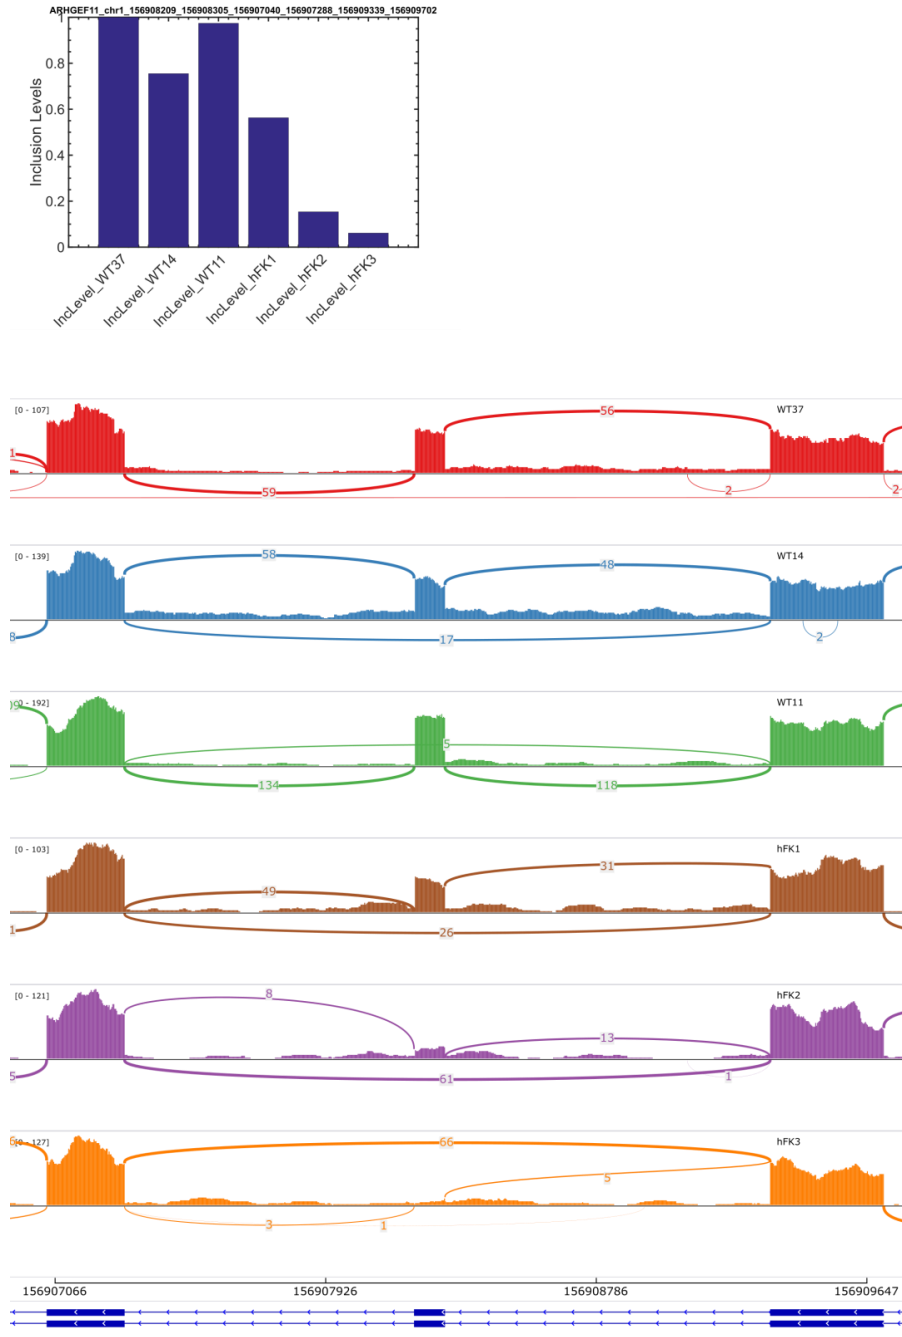 ARHGEF11_chr1_156908209_156908305_156907040_156907288_156909339_156909702
Inclusion Levels
1
0.8
0.6
0.4
0.2
0
IncLevel_WT37
IncLevel_WT14
IncLevel_WT11
IncLevel_hFK1
IncLevel_hFK2
IncLevel_hFK3
[0 - 107]
WT37
56
1
59
2
2
[0 - 139]
WT14
58
48
8
17
2
192]
WT11
5
134
118
[0 - 103]
hFK1
49
31
1
26
[0 - 121]
hFK2
8
13
5
61
1
127]
hFK3
66
5
3
1
156907066
156907926
156908786
156909647